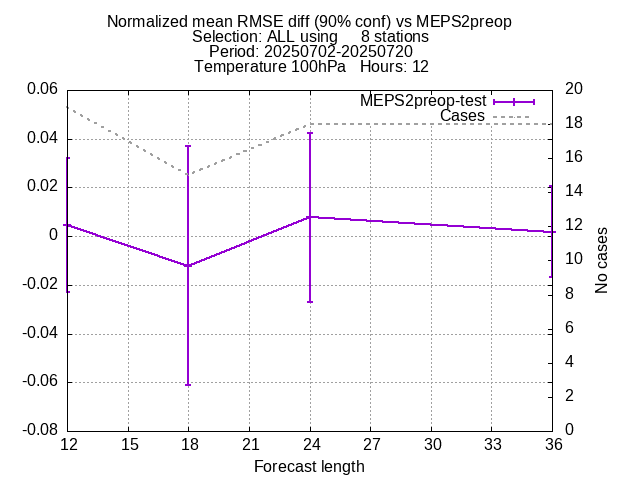 Normalized mean RMSE diff (90% conf) vs MEPS2preop
Selection: ALL using     8 stations
Period: 20250702-20250720
Temperature 100hPa   Hours: 12
MEPS2preop-test
Cases
0.06
0.04
0.02
0
-0.02
-0.04
-0.06
-0.08
20
18
16
14
12
10
8
6
4
2
0
No cases
12 15 18 21 24 27 30 33 36
Forecast length